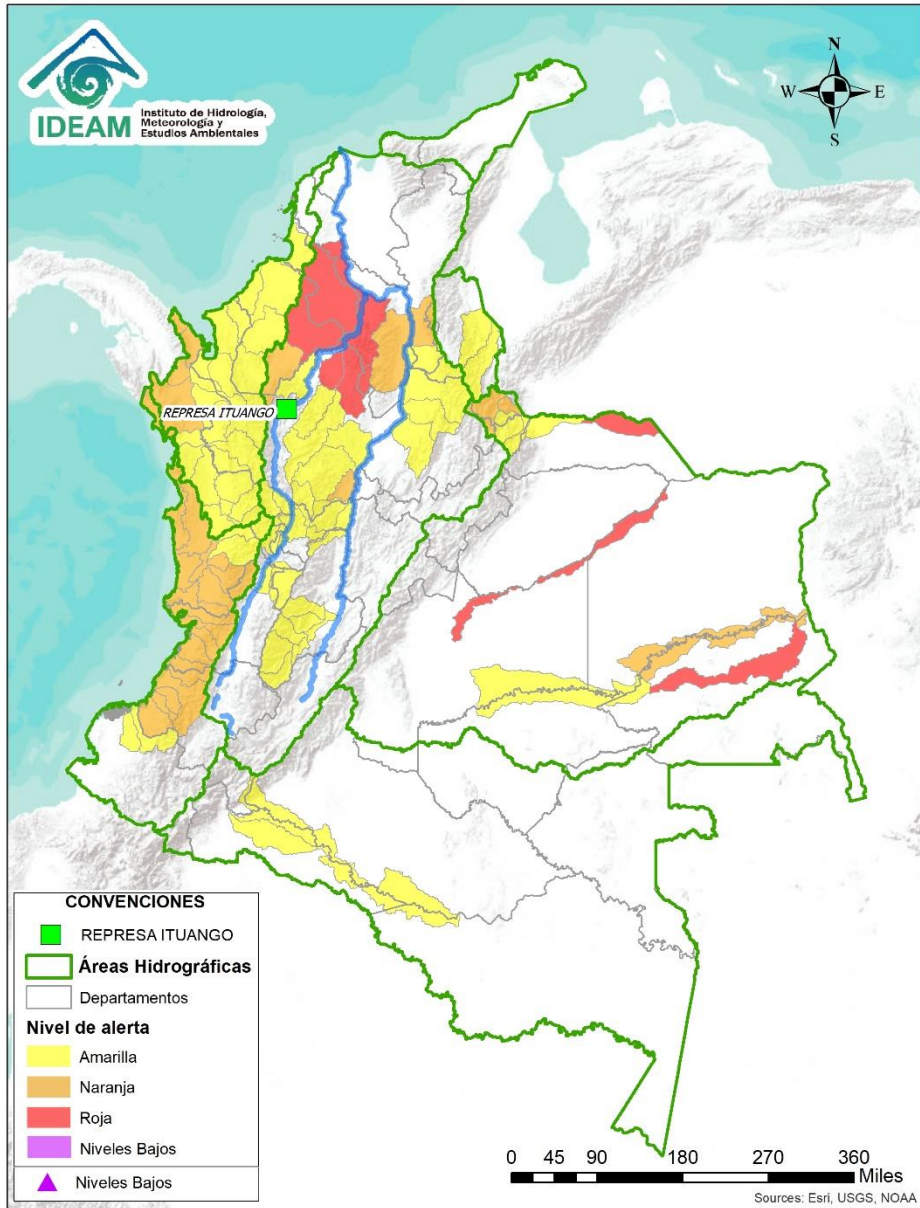 IDEAM
Instituto de Hidrología,
Meteorología y
Estudios Ambientales
N
W E
S
REPRESA ITUANGO
CONVENCIONES
REPRESA ITUANGO
Áreas Hidrográficas
Departamentos
Nivel de alerta
Amarilla
Naranja
Roja
Niveles Bajos
Niveles Bajos
0 45 90 180 270 360
Miles
Sources: Esri, USGS, NOAA